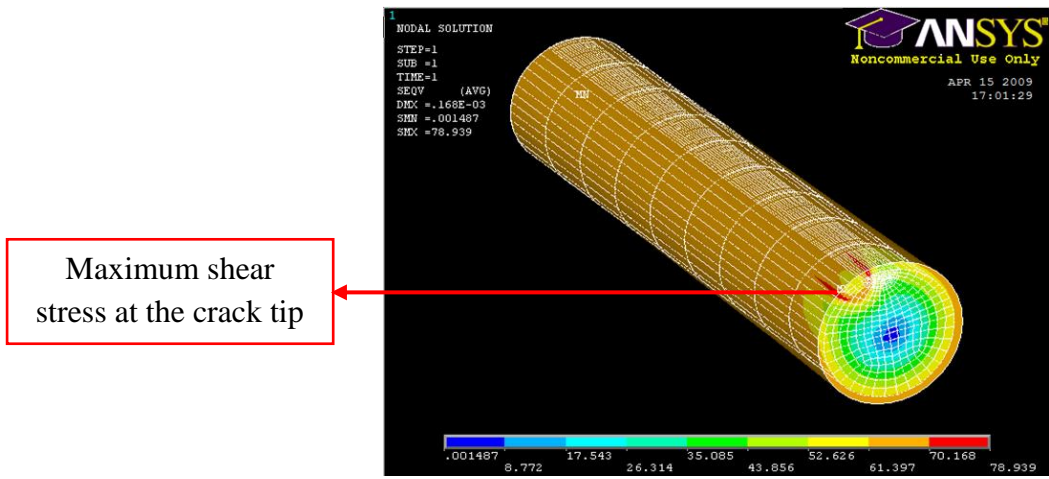 1
NODAL SOLUTION
STEP=1
SUB =1
TIME=1
SEQV (AVG)
DMX =.168E-03
SMN =.001487
SMX =78.939
ANSYS
Noncommercial Use Only
APR 15 2009
17:01:29
MN
Maximum shear
stress at the crack tip
.001487 17.543 35.085 52.626 70.168
8.772 26.314 43.856 61.397 78.939